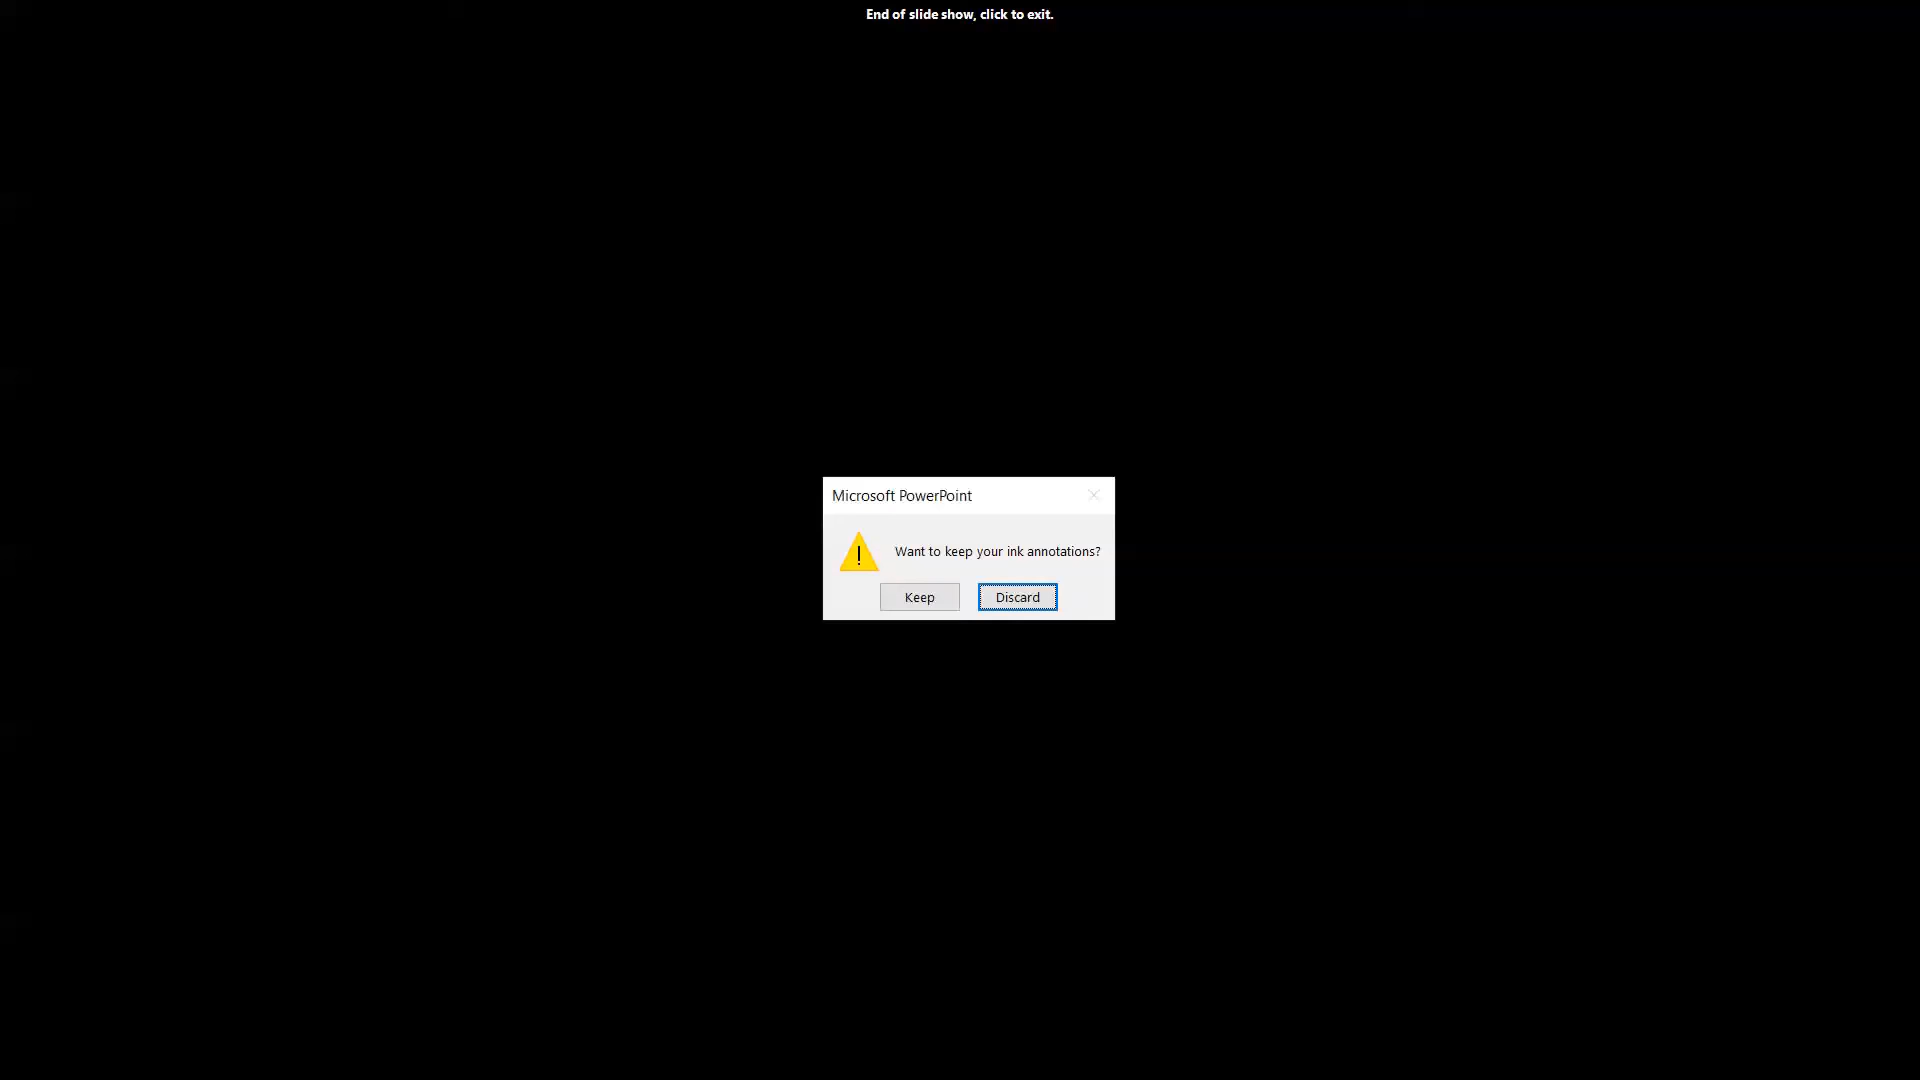 End of slide show, click to exit.
Microsoft PowerPoint
Want to keep your ink annotations?
Keep
Discard